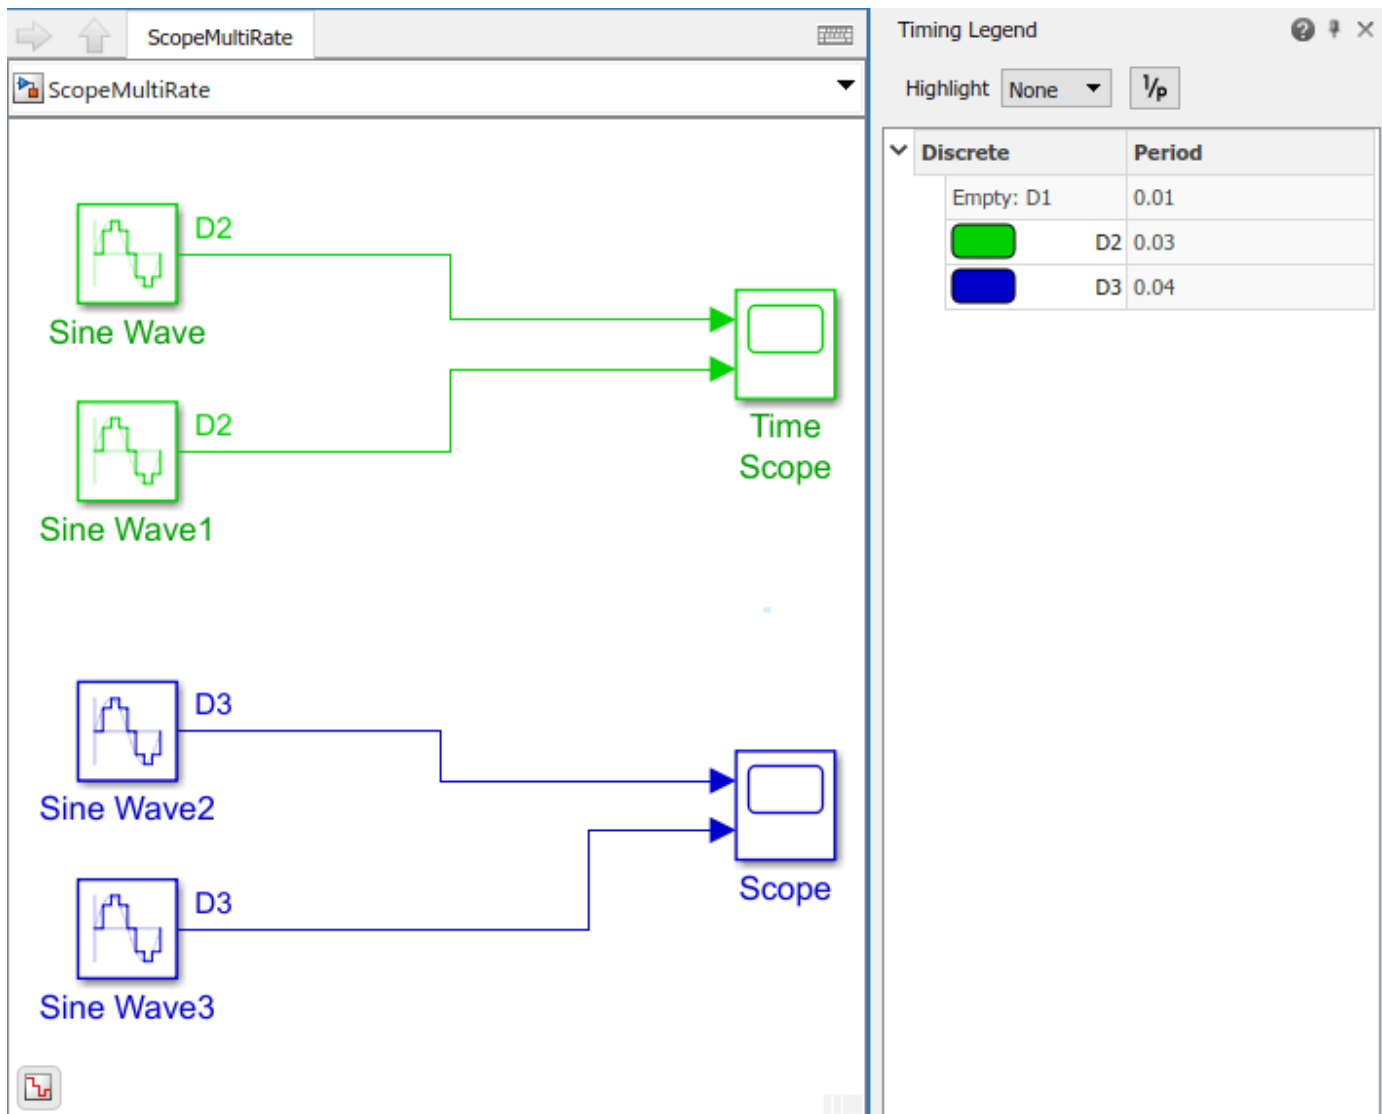 ScopeMultiRate
ScopeMultiRate
D2
Sine Wave
D2
Sine Wave1
Time
Scope
D3
Sine Wave2
D3
Sine Wave3
Scope
Timing Legend
Highlight None 1/p
Discrete Period
Empty: D1 0.01
D2 0.03
D3 0.04